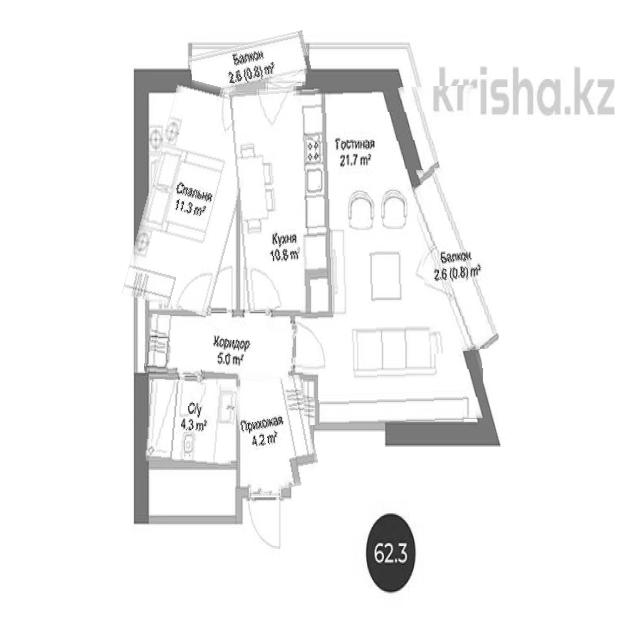 Балкон
2.6 (0.8) m²
krisha.kz
Гостиная
21.7 m²
Спальня
11.3 m²
Кухня
10.8 m²
Балкон
2.6 (0.8) m²
Коридор
5.0 m²
С/у
4.3 m²
Прихожая
4.2 m²
62.3